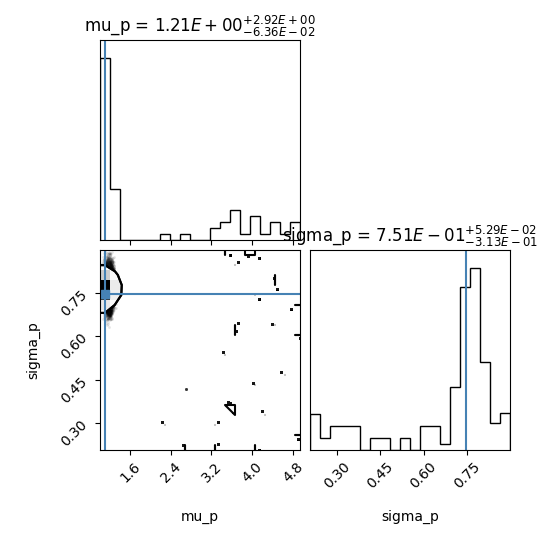 mu_p = 1.21E + 00+2.92E+00−6.36E−02
sigma_p = 7.51E − 01+5.29E−02−3.13E−01
sigma_p
0.75
0.60
0.45
0.30
1.6 2.4 3.2 4.0 4.8
0.30 0.45 0.60 0.75
mu_p
sigma_p